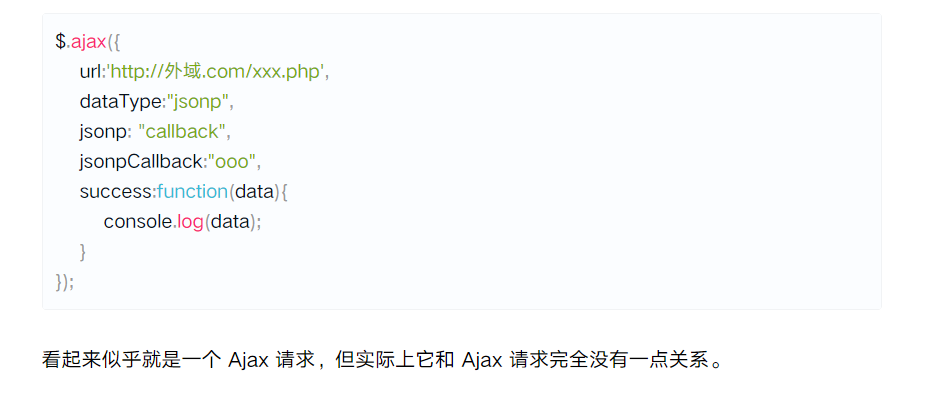 $.ajax({
url:'http://外域.com/xxx.php',
dataType:"jsonp",
jsonp: "callback",
jsonpCallback:"ooo",
success:function(data){
console.log(data);
}
});
看起来似乎就是一个 Ajax 请求，但实际上它和 Ajax 请求完全没有一点关系。